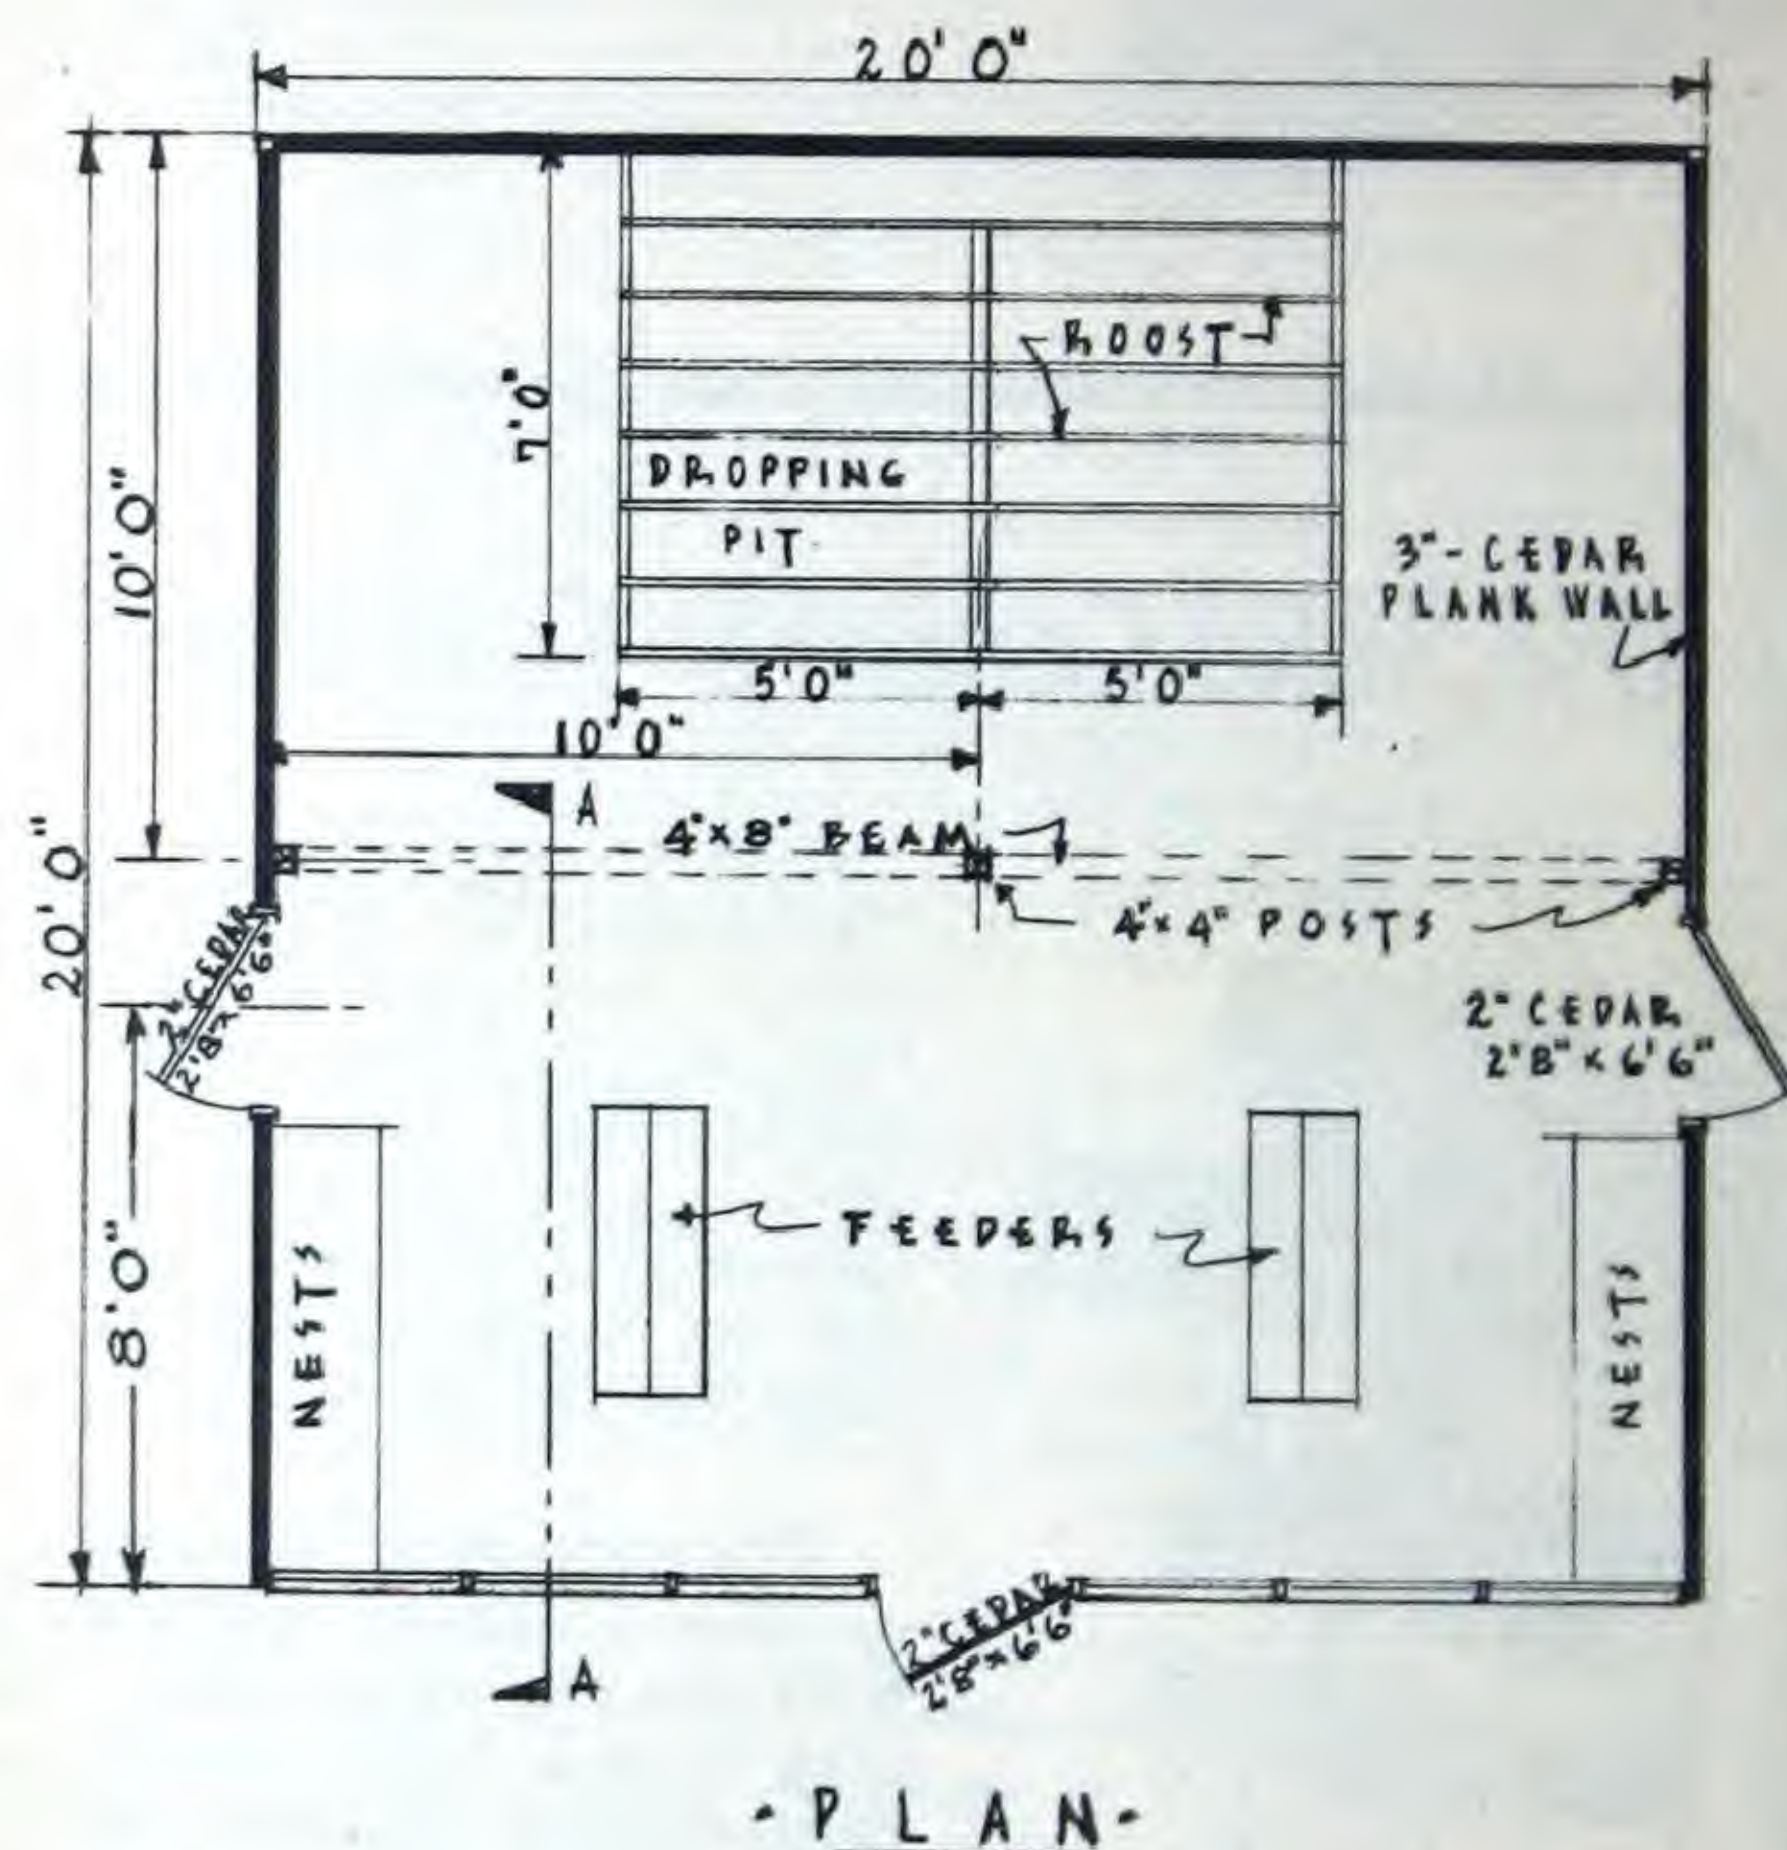 20' 0"
ROOST
7' 0"
DROPPING
PIT
10' 0"
3"- CEDAR
PLANK WALL
5' 0"
5' 0"
10' 0"
A
4"x8" BEAM
4"x4" POSTS
20' 0"
2" CEDAR
2'8"x6'6"
2" CEDAR
2'8" x 6'6"
FEEDERS
8' 0"
NESTS
NESTS
2" CEDAR
2'8"x6'6"
A
- PLAN -